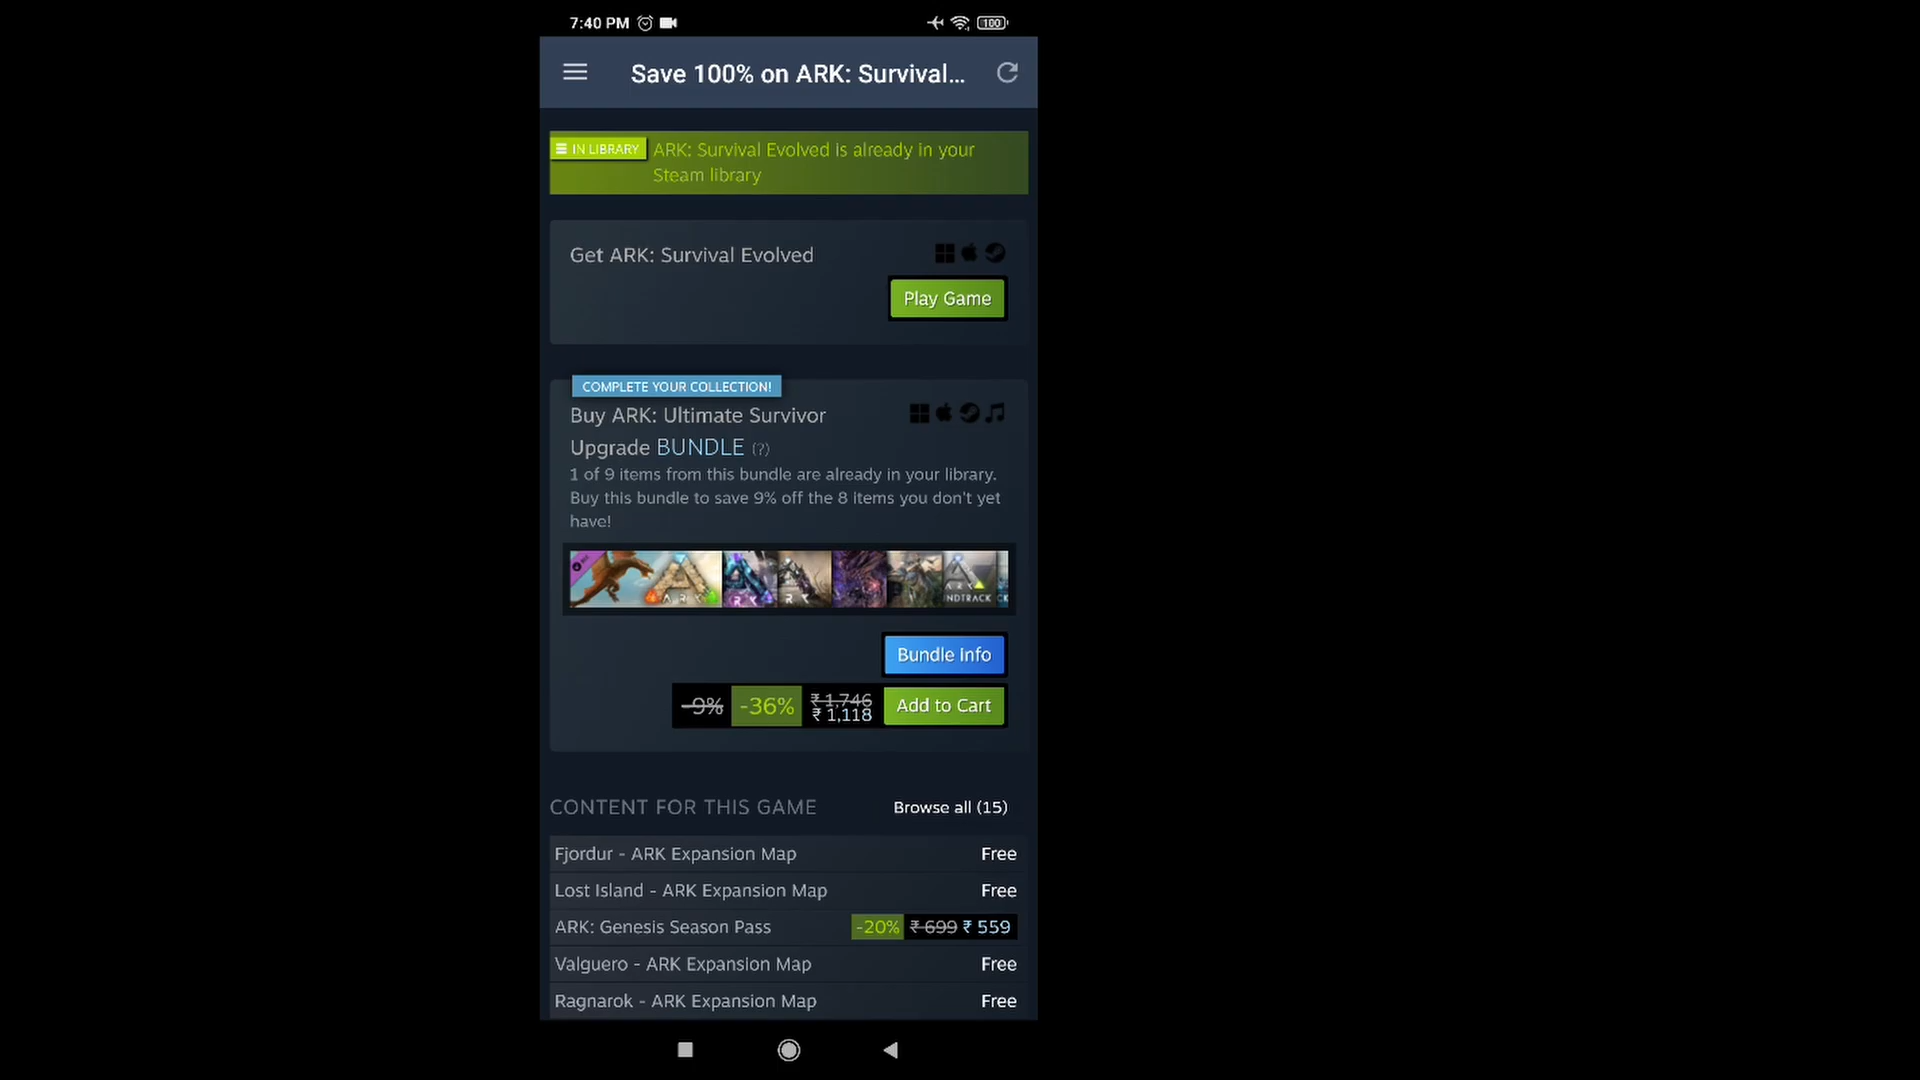 7:40 PM
100
Save 100% on ARK: Survival...
IN LIBRARY
ARK: Survival Evolved is already in your
Steam library
Get ARK: Survival Evolved
Play Game
COMPLETE YOUR COLLECTION!
Buy ARK: Ultimate Survivor
Upgrade BUNDLE (?)
1 of 9 items from this bundle are already in your library.
Buy this bundle to save 9% off the 8 items you don't yet
have!
ARK
NDTRACK
Bundle info
-9% -36% ₹ 1,746
₹ 1,118
Add to Cart
CONTENT FOR THIS GAME
Browse all (15)
Fjordur - ARK Expansion Map Free
Lost Island - ARK Expansion Map Free
ARK: Genesis Season Pass -20% ₹ 699 ₹ 559
Valguero - ARK Expansion Map Free
Ragnarok - ARK Expansion Map Free